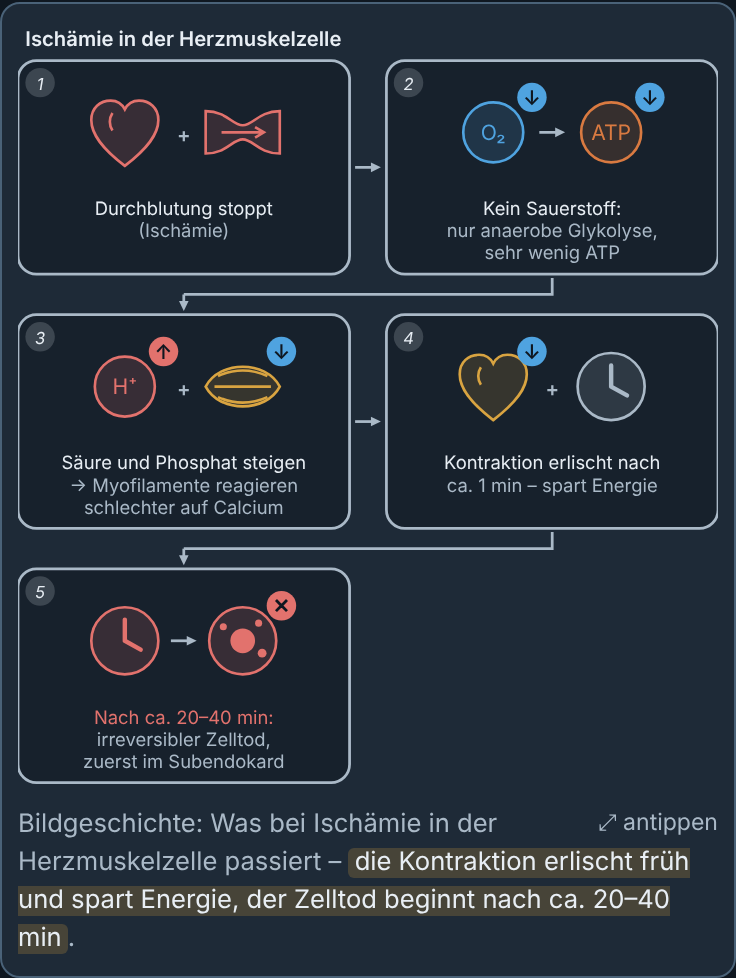 Ischämie in der Herzmuskelzelle
1
+
Durchblutung stoppt
(Ischämie)
2
O₂
ATP
Kein Sauerstoff:
nur anaerobe Glykolyse,
sehr wenig ATP
3
H⁺
+
Säure und Phosphat steigen
→ Myofilamente reagieren
schlechter auf Calcium
4
+
Kontraktion erlischt nach
ca. 1 min – spart Energie
5
Nach ca. 20–40 min:
irreversibler Zelltod,
zuerst im Subendokard
Bildgeschichte: Was bei Ischämie in der
⤢ antippen
Herzmuskelzelle passiert – die Kontraktion erlischt früh
und spart Energie, der Zelltod beginnt nach ca. 20–40
min.